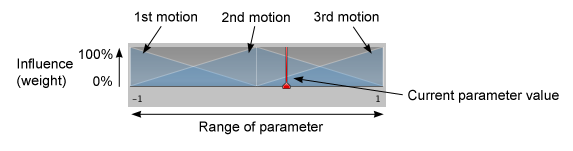 1st motion 2nd motion 3rd motion
100%
Influence
(weight)
0%
-1 1
Current parameter value
Range of parameter